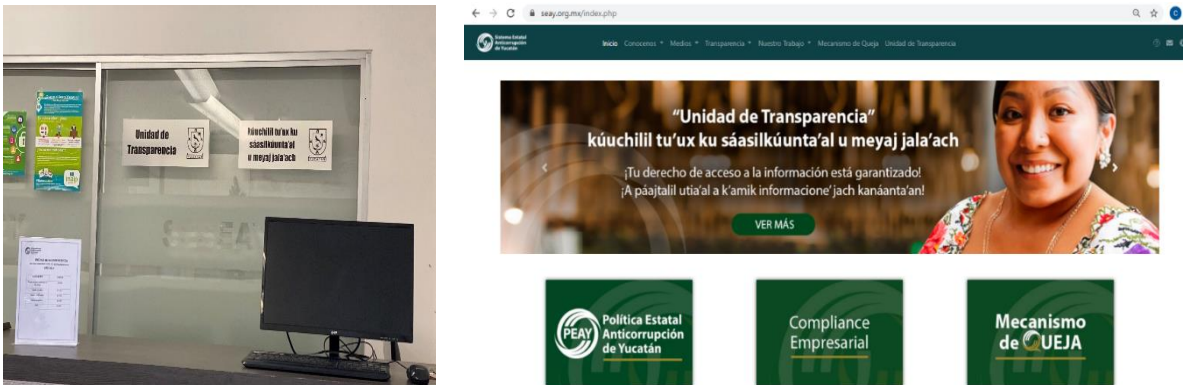 Unidad de
Transparencia
kúuchilil tu'ux ku
sáasilkúunta'al
u meyaj jala'ach
seay.org.mx/index.php
Sistema Estatal
Anticorrupción
de Yucatán
Inicio Conocenos Medios Transparencia Nuestro Trabajo Mecanismo de Queja Unidad de Transparencia
"Unidad de Transparencia"
kúuchilil tu'ux ku sáasilkúunta'al u meyaj jala'ach
¡Tu derecho de acceso a la información está garantizado!
¡A páajtalil utia'al a k'amik informacione' jach kanáanta'an!
VER MÁS
PEAY
Política Estatal
Anticorrupción
de Yucatán
Compliance
Empresarial
Mecanismo
de QUEJA